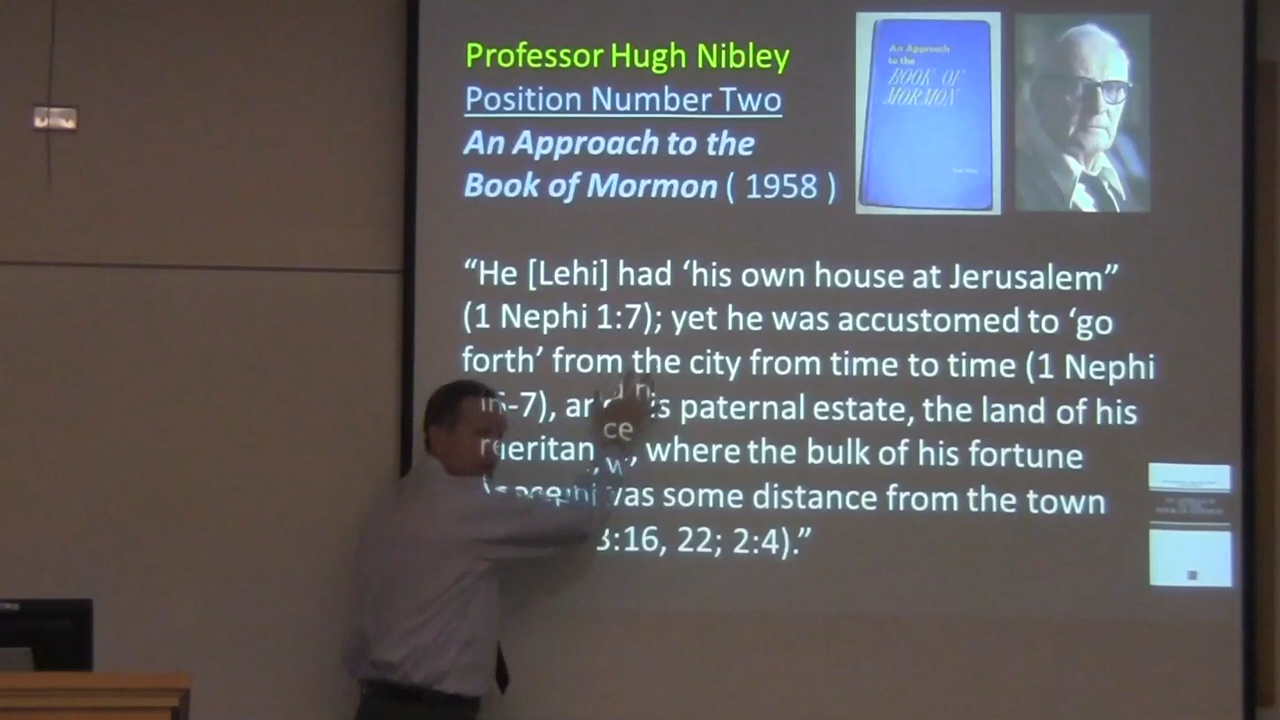 Professor Hugh Nibley
Position Number Two
An Approach to the
Book of Mormon ( 1958 )
An Approach
to the
BOOK OF
MORMON
“He [Lehi] had ‘his own house at Jerusalem”
(1 Nephi 1:7); yet he was accustomed to ‘go
forth’ from the city from time to time (1 Nephi
-7), paternal estate, the land of his
where the bulk of his fortune
was some distance from the town
3:16, 22; 2:4).”